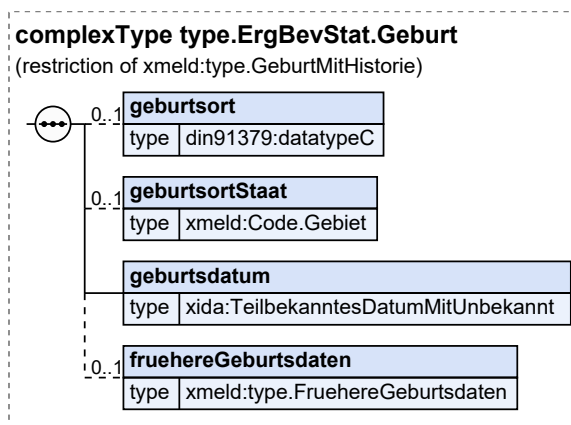 complexType type.ErgBevStat.Geburt
(restriction of xmeld:type.GeburtMitHistorie)
0..1 geburtsort
type din91379:datatypeC
0..1 geburtsortStaat
type xmeld:Code.Gebiet
geburtsdatum
type xida:TeilbekanntesDatumMitUnbekannt
0..1 fruehereGeburtsdaten
type xmeld:type.FruehereGeburtsdaten